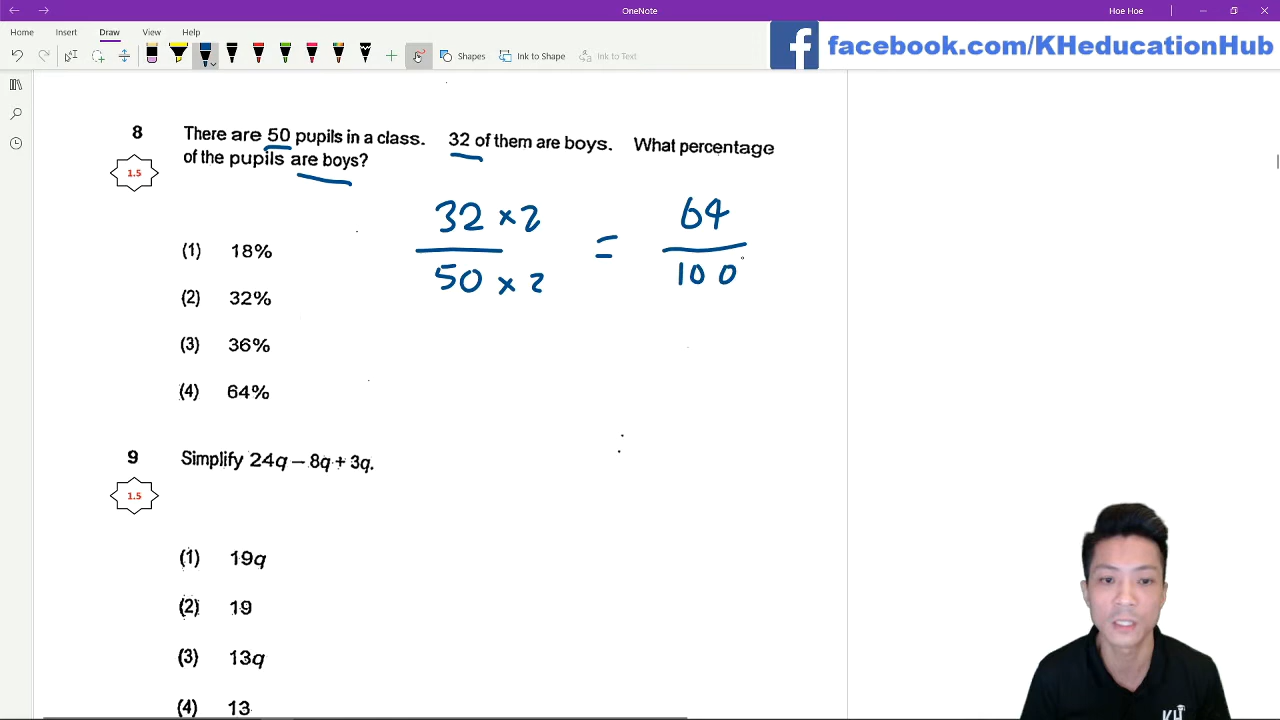 OneNote
Hoe Hoe
Home Insert Draw View Help
Shapes Ink to Shape Ink to Text
facebook.com/KHeducationHub
8 There are 50 pupils in a class. 32 of them are boys. What percentage
of the pupils are boys?
1.5
32 × 2 = 64
50 × 2 100
(1) 18%
(2) 32%
(3) 36%
(4) 64%
9 Simplify 24q – 8q + 3q.
1.5
(1) 19q
(2) 19
(3) 13q
(4) 13
KH